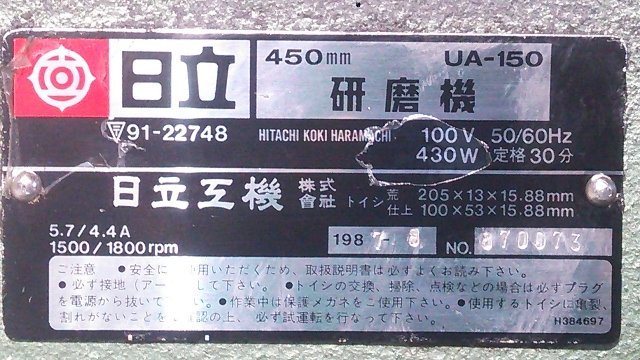 日立
450mm UA-150
研磨機
91-22748 HITACHI KOKI HARAMACHI 100V 50/60Hz
430W 定格30分
日立工機 株式會社 トイシ 荒 205×13×15.88mm
仕上 100×53×15.88mm
5.7/4.4A
1500/1800rpm
1987-8 NO. 870073
ご注意 ●安全に 用いただくため、取扱説明書は必ずよくお読み下さい。
●必ず接地(アー して下さい。 ●トイシの交換、掃除、点検などの場合は必ずプラグ
を電源から抜いて さい。 ●作業中は保護メガネをご使用下さい。 ●使用するトイシに亀裂、
割れがないことを 認の上、必ず試運転を行なって下さい。
H384697